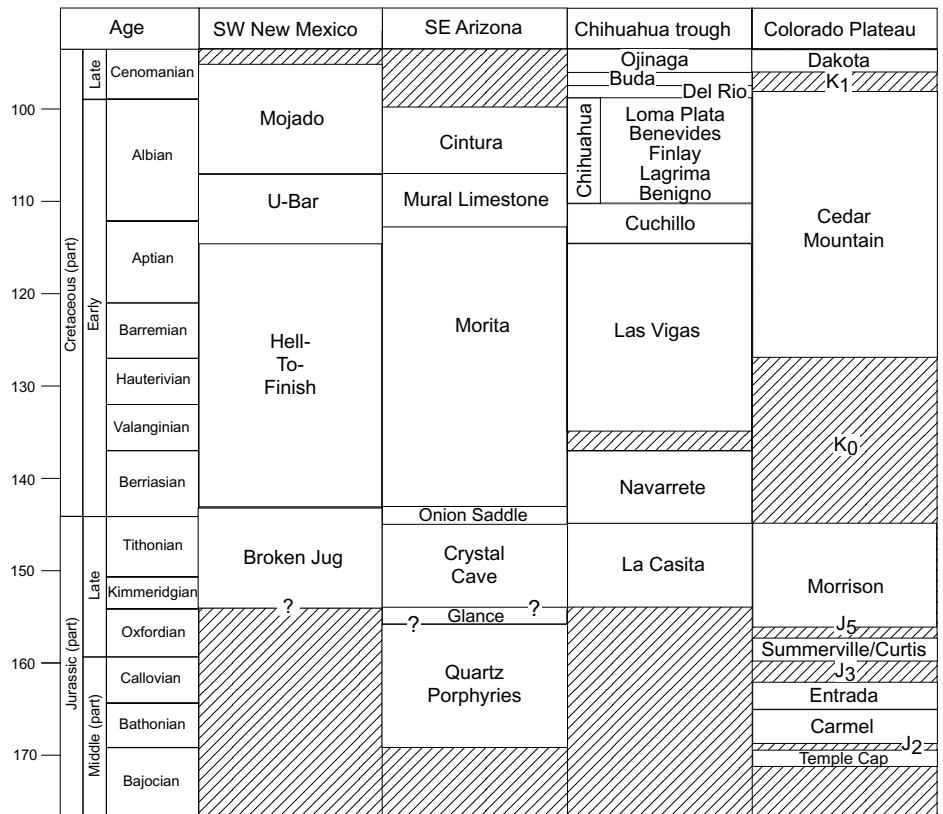 Age
SW New Mexico
SE Arizona
Chihuahua trough
Colorado Plateau
100
110
120
130
140
150
160
170
Cretaceous (part)
Jurassic (part)
Late
Early
Late
Middle (part)
Cenomanian
Albian
Aptian
Barremian
Hauterivian
Valanginian
Berriasian
Tithonian
Kimmeridgian
Oxfordian
Callovian
Bathonian
Bajocian
Mojado
U-Bar
Hell-
To-
Finish
Broken Jug
?
Cintura
Mural Limestone
Morita
Onion Saddle
Crystal
Cave
?
Glance
?
Quartz
Porphyries
Ojinaga
Buda
Del Rio
Chihuahua
Loma Plata
Benevides
Finlay
Lagrima
Benigno
Cuchillo
Las Vigas
Navarrete
La Casita
Dakota
K1
Cedar
Mountain
K0
Morrison
J5
Summerville/Curtis
J3
Entrada
Carmel
J2
Temple Cap